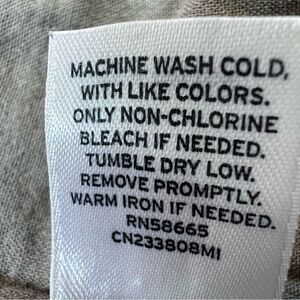 MACHINE WASH COLD,
WITH LIKE COLORS.
ONLY NON-CHLORINE
BLEACH IF NEEDED.
TUMBLE DRY LOW.
REMOVE PROMPTLY.
WARM IRON IF NEEDED.
RN58665
CN233808MI